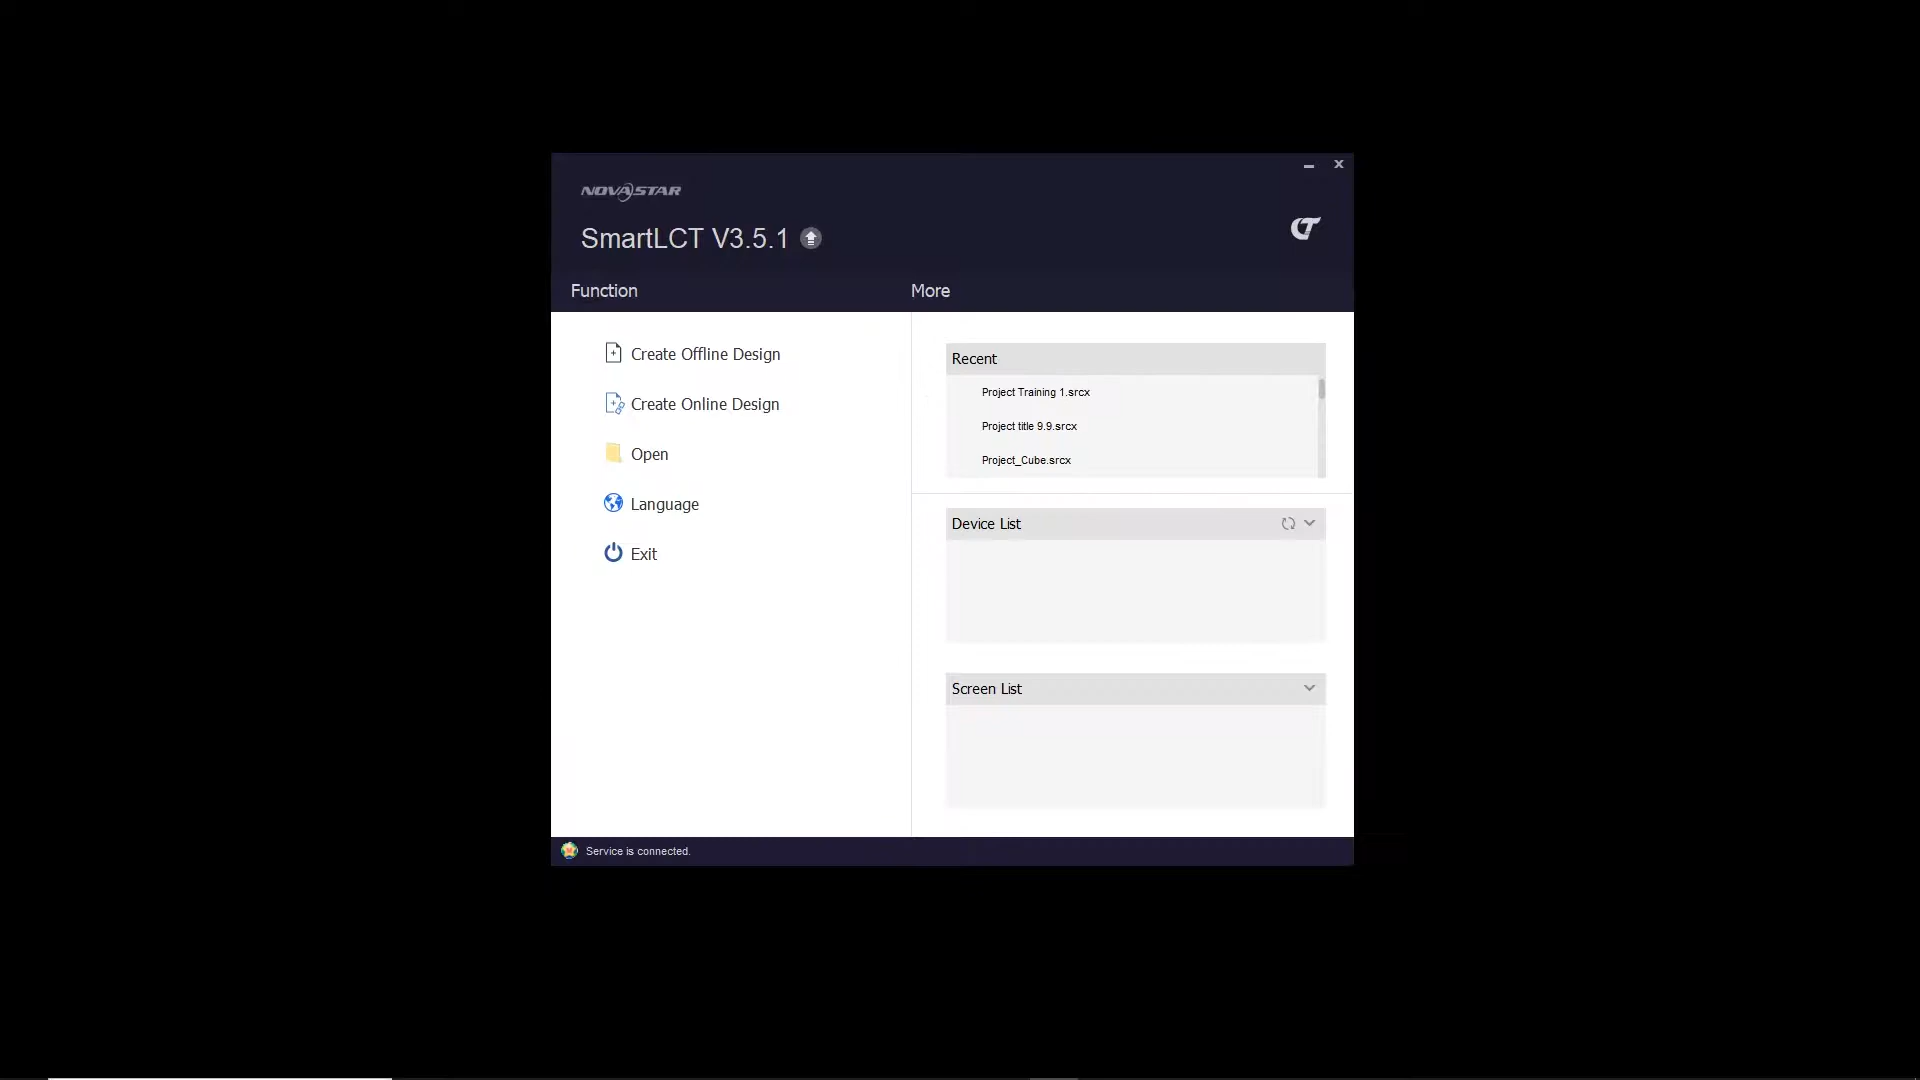 NOVASTAR
SmartLCT V3.5.1
Function
More
Create Offline Design
Create Online Design
Open
Language
Exit
Recent
Project Training 1.srcx
Project title 9.9.srcx
Project_Cube.srcx
Device List
Screen List
Service is connected.